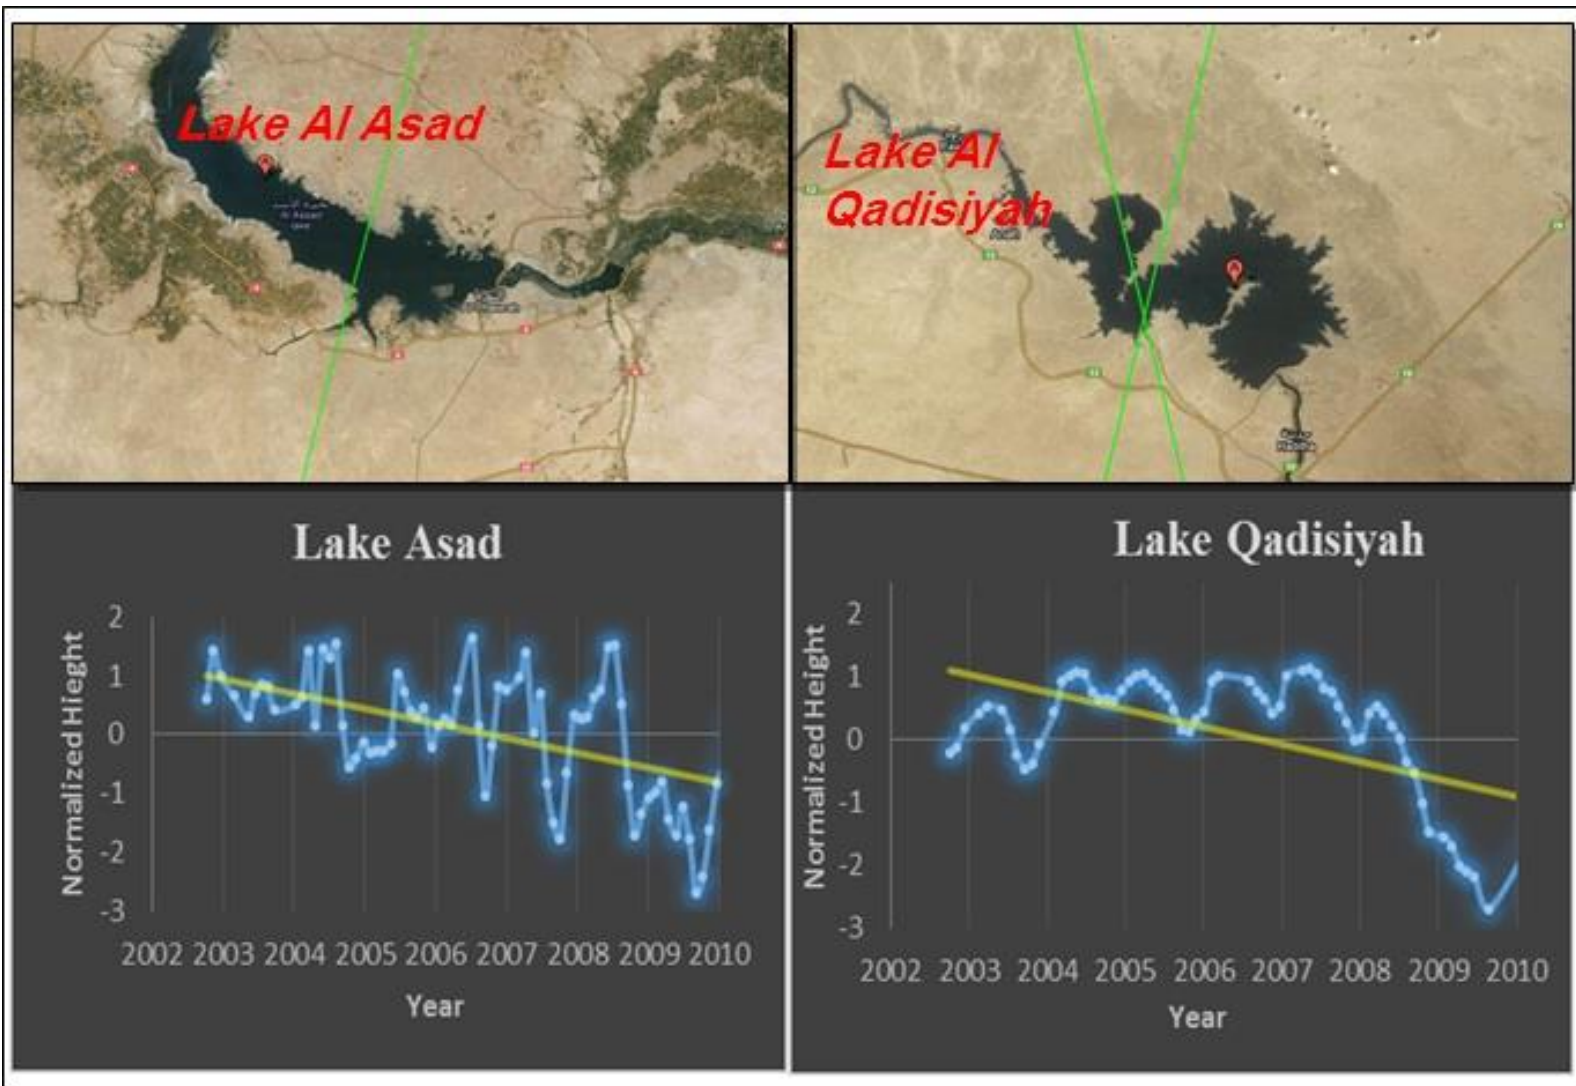 Lake Al Asad
Lake Al
Qadisiyah
Lake Asad
Normalized Hieght
2
1
0
-1
-2
-3
2002 2003 2004 2005 2006 2007 2008 2009 2010
Year
Lake Qadisiyah
Normalized Height
2
1
0
-1
-2
-3
2002 2003 2004 2005 2006 2007 2008 2009 2010
Year